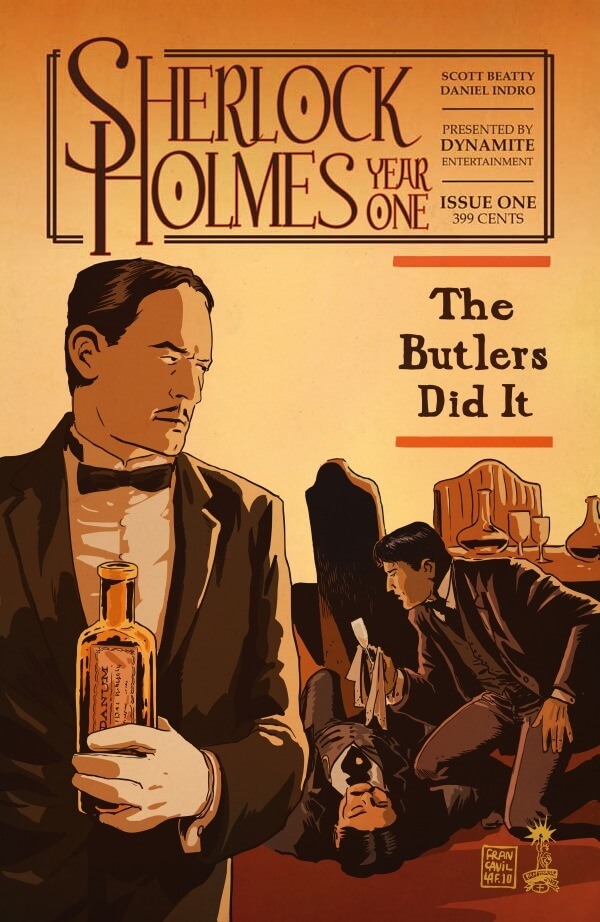 SHERLOCK
HOLMES
YEAR
ONE
SCOTT BEATTY
DANIEL INDRO
PRESENTED BY
DYNAMITE
ENTERTAINMENT
ISSUE ONE
399 CENTS
The
Butlers
Did It
FRAN
CAVIL
LAF.10